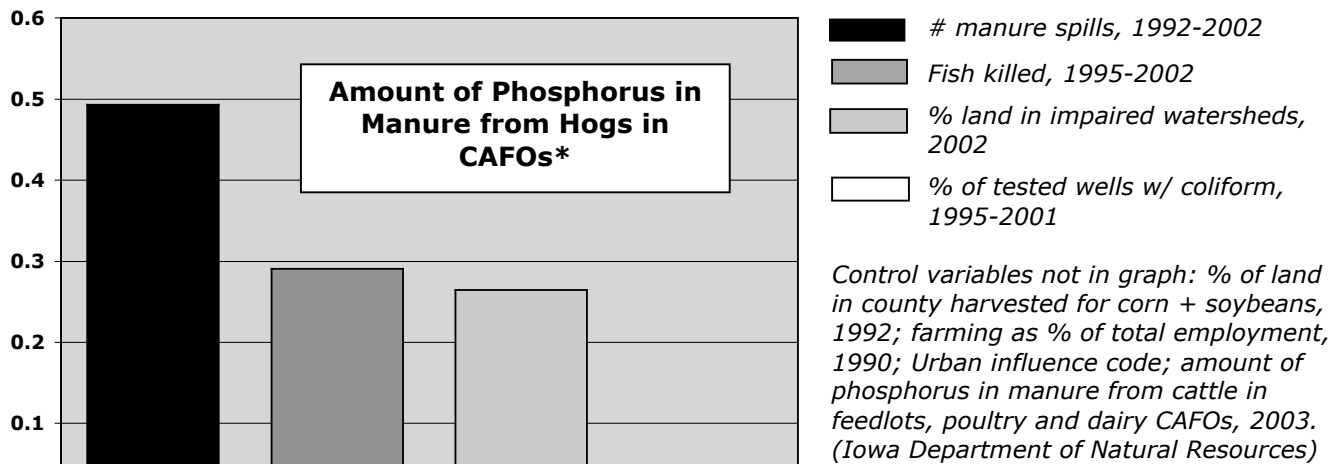 0.6
0.5
0.4
0.3
0.2
0.1
Amount of Phosphorus in
Manure from Hogs in
CAFOs*
# manure spills, 1992-2002
Fish killed, 1995-2002
% land in impaired watersheds,
2002
% of tested wells w/ coliform,
1995-2001
Control variables not in graph: % of land
in county harvested for corn + soybeans,
1992; farming as % of total employment,
1990; Urban influence code; amount of
phosphorus in manure from cattle in
feedlots, poultry and dairy CAFOs, 2003.
(Iowa Department of Natural Resources)